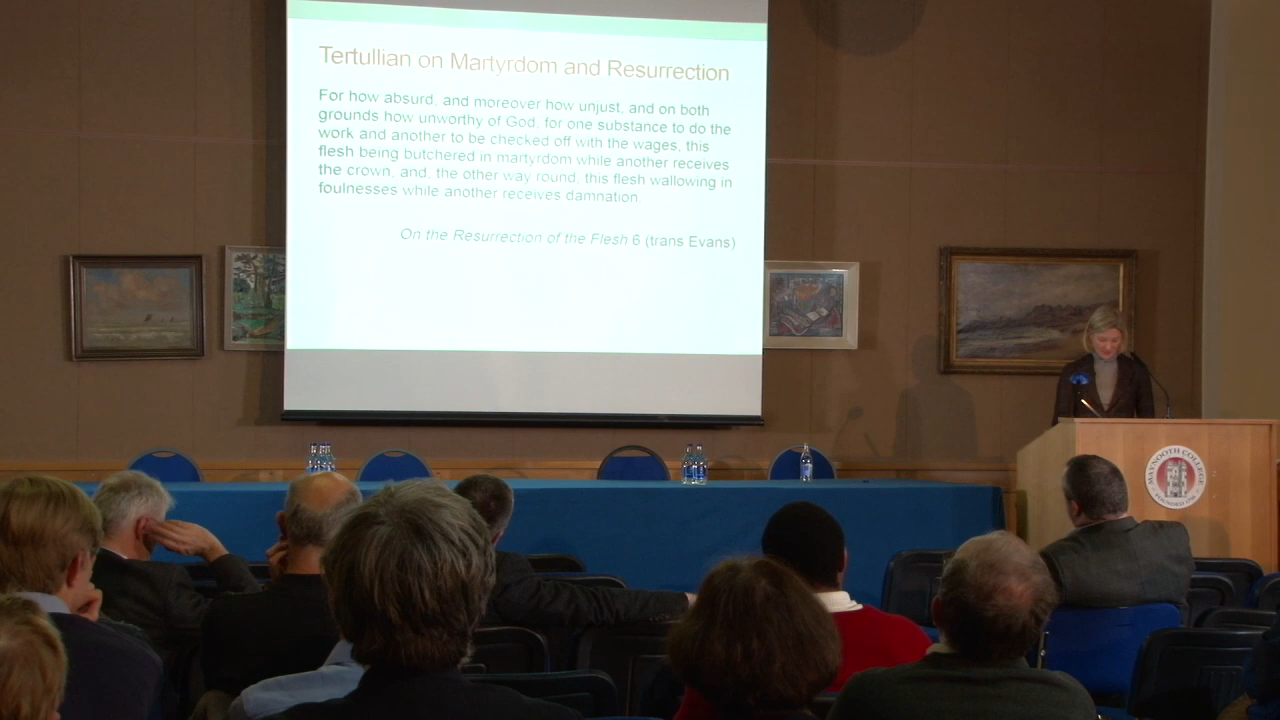 Tertullian on Martyrdom and Resurrection
For how absurd, and moreover how unjust, and on both
grounds how unworthy of God, for one substance to do the
work and another to be checked off with the wages, this
flesh being butchered in martyrdom while another receives
the crown, and, the other way round, this flesh wallowing in
foulnesses while another receives damnation.
On the Resurrection of the Flesh 6 (trans Evans)
MAYNOOTH COLLEGE
FOUNDED 1795